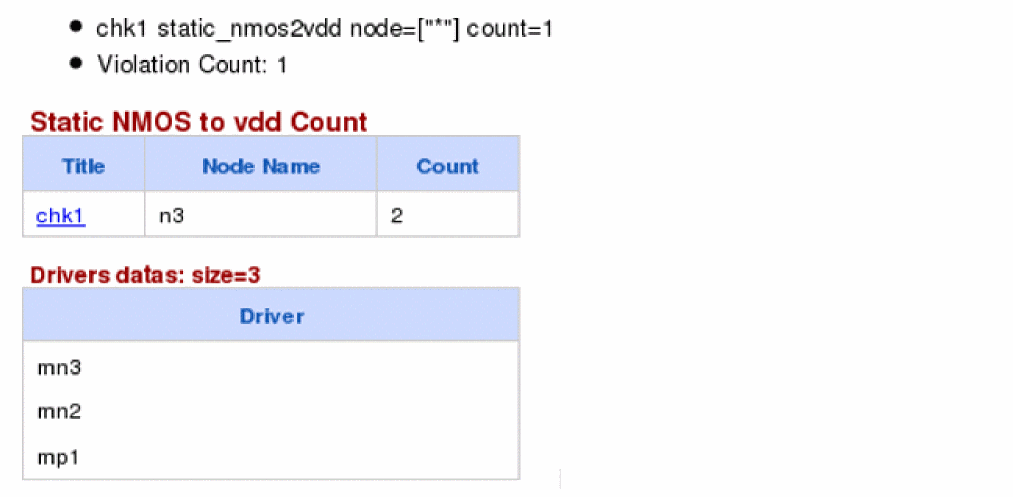 • chk1 static_nmos2vdd node=["*"] count=1
• Violation Count: 1
Static NMOS to vdd Count
Title Node Name Count
chk1 n3 2
Drivers datas: size=3
Driver
mn3
mn2
mp1